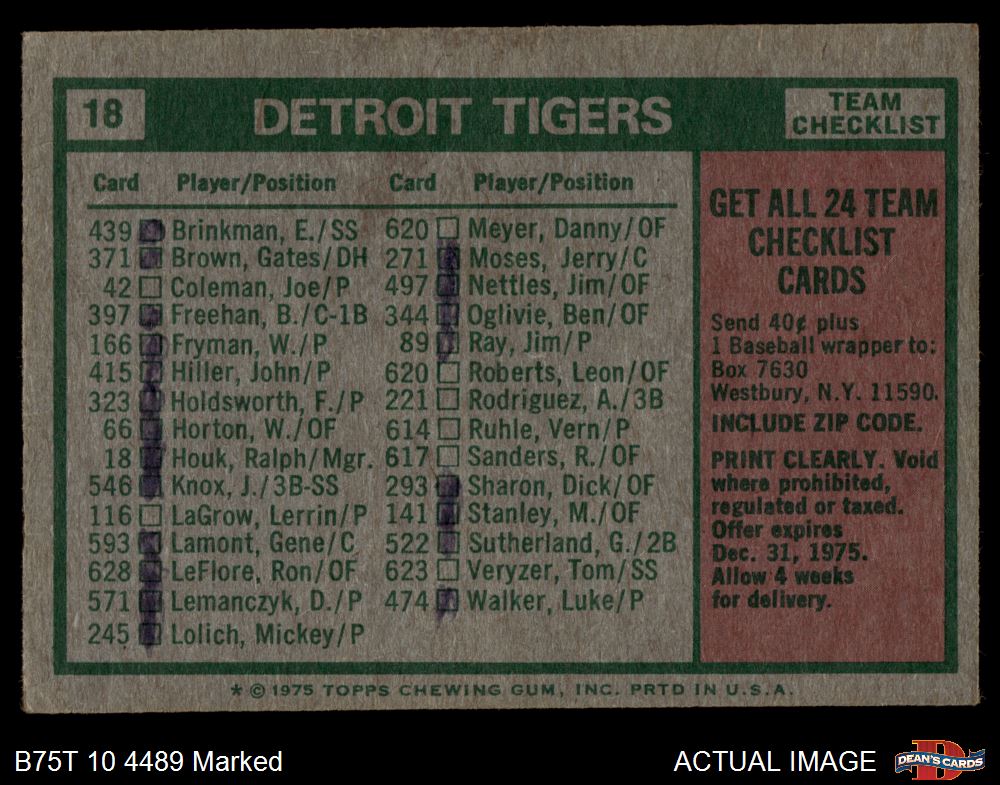 18
DETROIT TIGERS
TEAM
CHECKLIST
Card Player/Position
439 Brinkman, E./SS
371 Brown, Gates/DH
42 Coleman, Joe/P
397 Freehan, B./C-1B
166 Fryman, W./P
415 Hiller, John/P
323 Holdsworth, F./P
66 Horton, W./OF
18 Houk, Ralph/Mgr.
546 Knox, J./3B-SS
116 LaGrow, Lerrin/P
593 Lamont, Gene/C
628 LeFlore, Ron/OF
571 Lemanczyk, D./P
245 Lolich, Mickey/P
Card Player/Position
620 Meyer, Danny/OF
271 Moses, Jerry/C
497 Nettles, Jim/OF
344 Oglivie, Ben/OF
89 Ray, Jim/P
620 Roberts, Leon/OF
221 Rodriguez, A./3B
614 Ruhle, Vern/P
617 Sanders, R./OF
293 Sharon, Dick/OF
141 Stanley, M./OF
522 Sutherland, G./2B
623 Veryzer, Tom/SS
474 Walker, Luke/P
GET ALL 24 TEAM
CHECKLIST
CARDS
Send 40¢ plus
1 Baseball wrapper to:
Box 7630
Westbury, N.Y. 11590.
INCLUDE ZIP CODE.
PRINT CLEARLY. Void
where prohibited,
regulated or taxed.
Offer expires
Dec. 31, 1975.
Allow 4 weeks
for delivery.
* © 1975 TOPPS CHEWING GUM, INC. PRTD IN U.S.A.
B75T 10 4489 Marked
ACTUAL IMAGE
DEAN'S CARDS